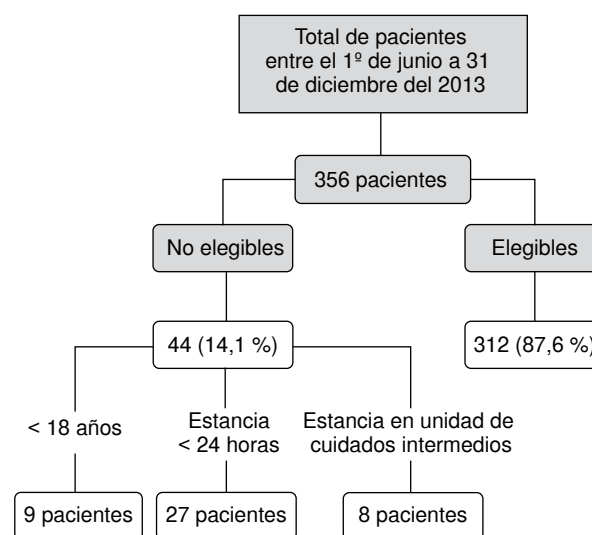 Total de pacientes
entre el 1º de junio a 31
de diciembre del 2013
356 pacientes
No elegibles
Elegibles
44 (14,1 %)
312 (87,6 %)
< 18 años
Estancia
< 24 horas
Estancia en unidad de
cuidados intermedios
9 pacientes
27 pacientes
8 pacientes